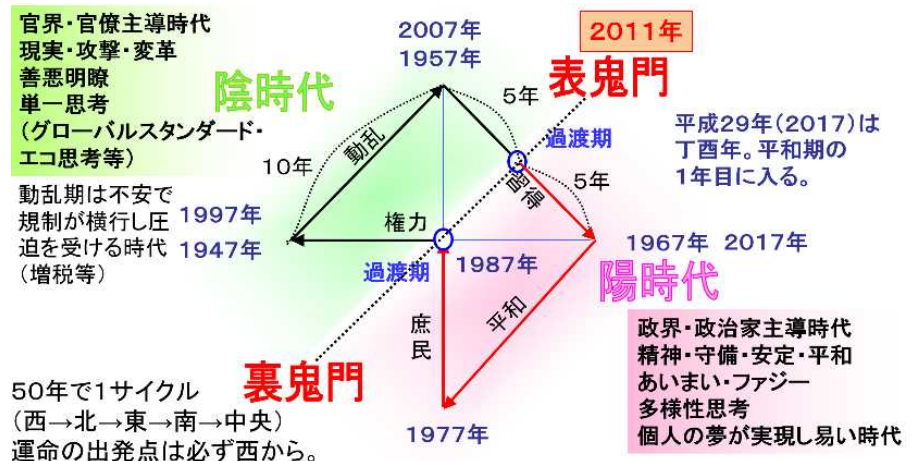 官界・官僚主導時代
現実・攻撃・変革
善悪明瞭
単一思考
(グローバルスタンダード・
エコ思考等)
陰時代
2007年
1957年
2011年
表鬼門
5年
過渡期
平成29年(2017)は
丁酉年。平和期の
1年目に入る。
10年
動乱
習得
5年
動乱期は不安で
規制が横行し圧
迫を受ける時代
(増税等)
1997年
1947年
権力
過渡期
1987年
1967年 2017年
陽時代
庶民
平和
裏鬼門
政界・政治家主導時代
精神・守備・安定・平和
あいまい・ファジー
多様性思考
個人の夢が実現し易い時代
50年で1サイクル
(西→北→東→南→中央)
運命の出発点は必ず西から。
1977年